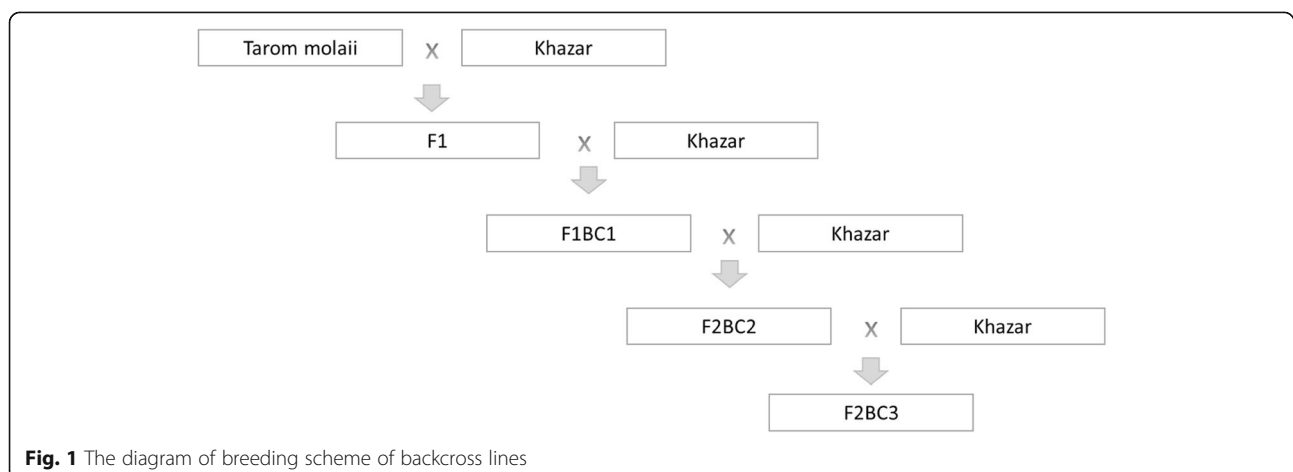 Tarom molaii X Khazar
F1 X Khazar
F1BC1 X Khazar
F2BC2 X Khazar
F2BC3
Fig. 1 The diagram of breeding scheme of backcross lines